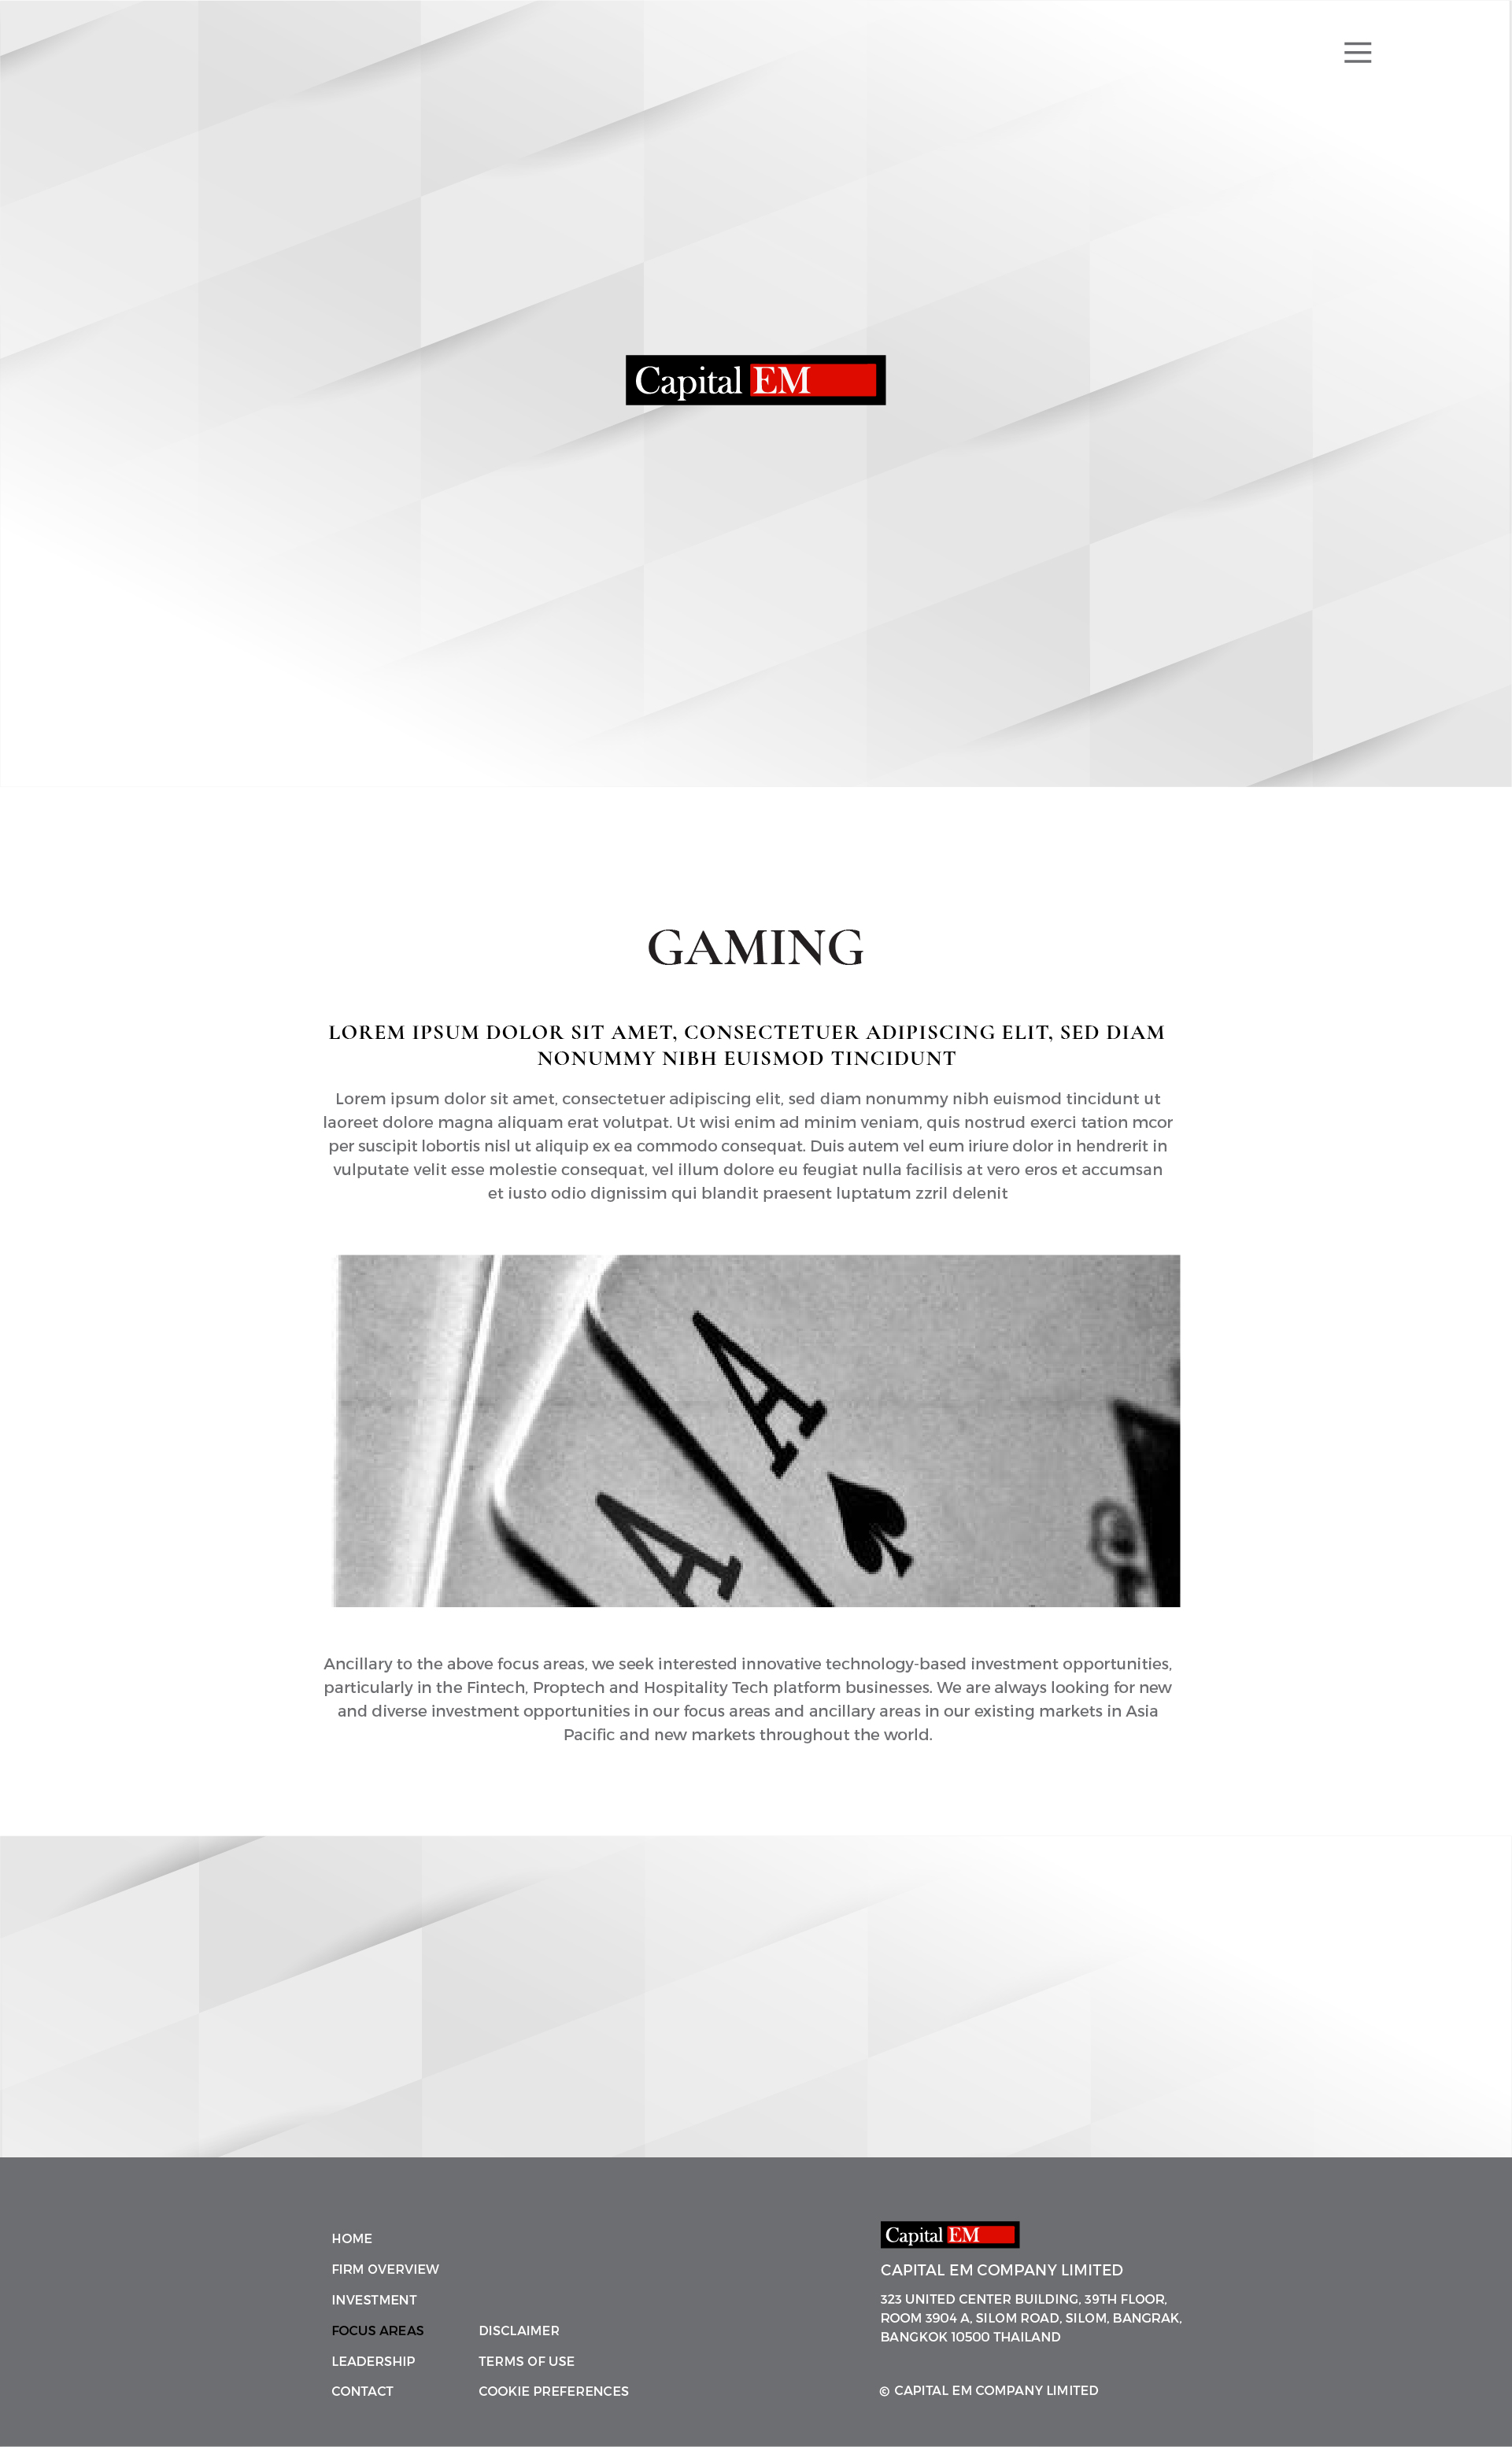 Capital EM
GAMING
LOREM IPSUM DOLOR SIT AMET, CONSECTETUER ADIPISCING ELIT, SED DIAM
NONUMMY NIBH EUISMOD TINCIDUNT
Lorem ipsum dolor sit amet, consectetuer adipiscing elit, sed diam nonummy nibh euismod tincidunt ut
laoreet dolore magna aliquam erat volutpat. Ut wisi enim ad minim veniam, quis nostrud exerci tation mcor
per suscipit lobortis nisl ut aliquip ex ea commodo consequat. Duis autem vel eum iriure dolor in hendrerit in
vulputate velit esse molestie consequat, vel illum dolore eu feugiat nulla facilisis at vero eros et accumsan
et iusto odio dignissim qui blandit praesent luptatum zzril delenit
A
A
Ancillary to the above focus areas, we seek interested innovative technology-based investment opportunities,
particularly in the Fintech, Proptech and Hospitality Tech platform businesses. We are always looking for new
and diverse investment opportunities in our focus areas and ancillary areas in our existing markets in Asia
Pacific and new markets throughout the world.
HOME
FIRM OVERVIEW
INVESTMENT
FOCUS AREAS
LEADERSHIP
CONTACT
DISCLAIMER
TERMS OF USE
COOKIE PREFERENCES
Capital EM
CAPITAL EM COMPANY LIMITED
323 UNITED CENTER BUILDING, 39TH FLOOR,
ROOM 3904 A, SILOM ROAD, SILOM, BANGRAK,
BANGKOK 10500 THAILAND
© CAPITAL EM COMPANY LIMITED